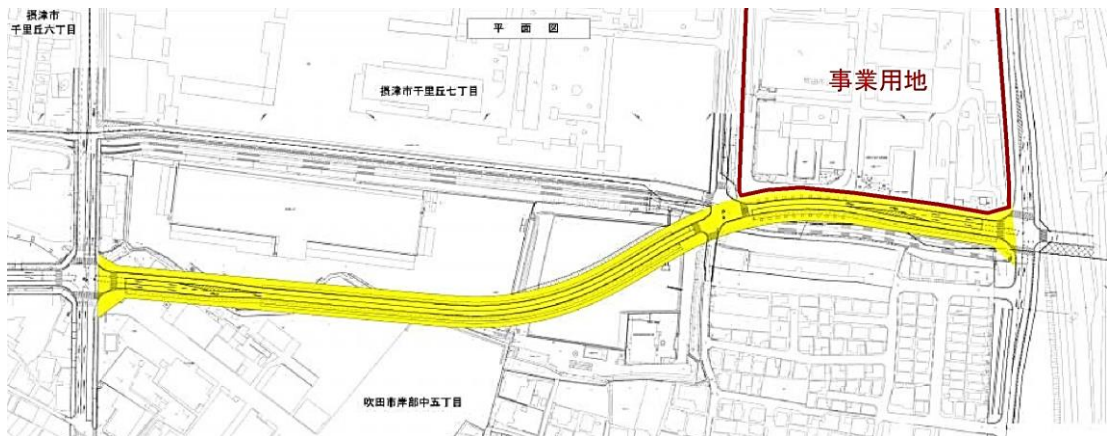 摂津市
千里丘六丁目
平面図
摂津市千里丘七丁目
事業用地
吹田市岸部中五丁目